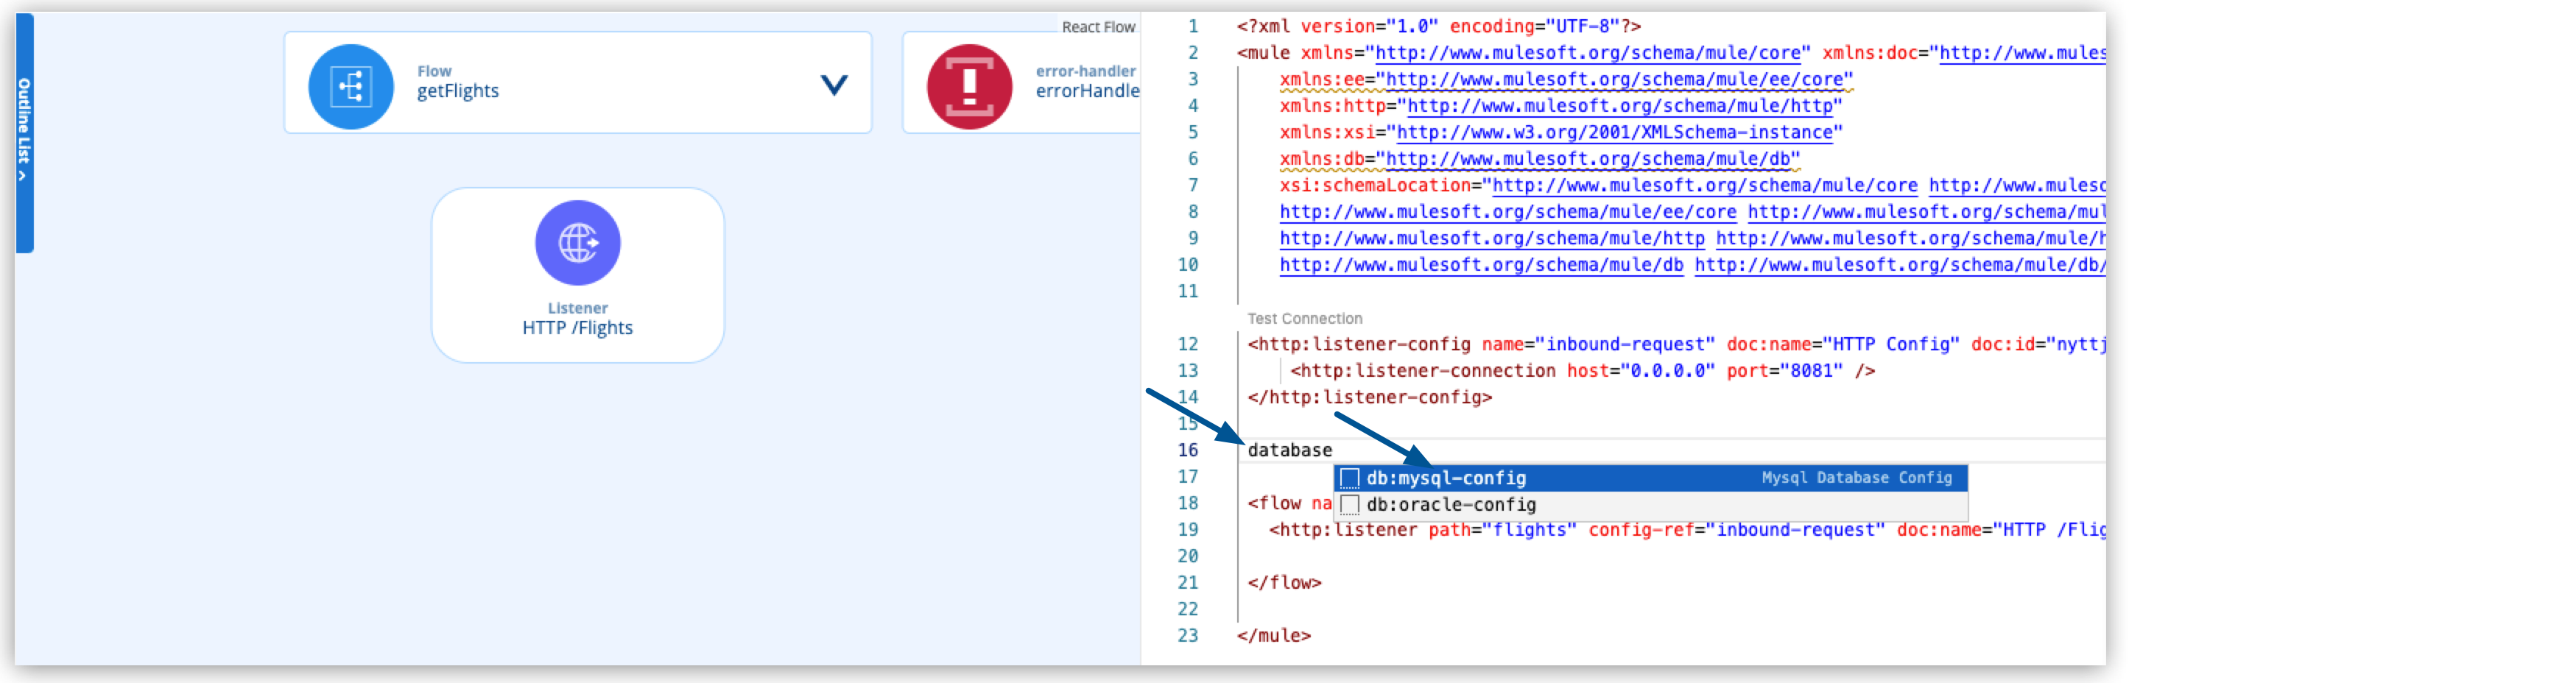 Outline List >
React Flow
Flow
getFlights
error-handler
errorHandle
Listener
HTTP /Flights
1 <?xml version="1.0" encoding="UTF-8"?>
2 <mule xmlns="http://www.mulesoft.org/schema/mule/core" xmlns:doc="http://www.mules
3 xmlns:ee="http://www.mulesoft.org/schema/mule/ee/core"
4 xmlns:http="http://www.mulesoft.org/schema/mule/http"
5 xmlns:xsi="http://www.w3.org/2001/XMLSchema-instance"
6 xmlns:db="http://www.mulesoft.org/schema/mule/db"
7 xsi:schemaLocation="http://www.mulesoft.org/schema/mule/core http://www.muleso
8 http://www.mulesoft.org/schema/mule/ee/core http://www.mulesoft.org/schema/mul
9 http://www.mulesoft.org/schema/mule/http http://www.mulesoft.org/schema/mule/h
10 http://www.mulesoft.org/schema/mule/db http://www.mulesoft.org/schema/mule/db/
11
Test Connection
12 <http:listener-config name="inbound-request" doc:name="HTTP Config" doc:id="nyttj
13 <http:listener-connection host="0.0.0.0" port="8081" />
14 </http:listener-config>
15
16 database
17 db:mysql-config Mysql Database Config
18 <flow na db:oracle-config
19 <http:listener path="flights" config-ref="inbound-request" doc:name="HTTP /Flig
20
21 </flow>
22
23 </mule>